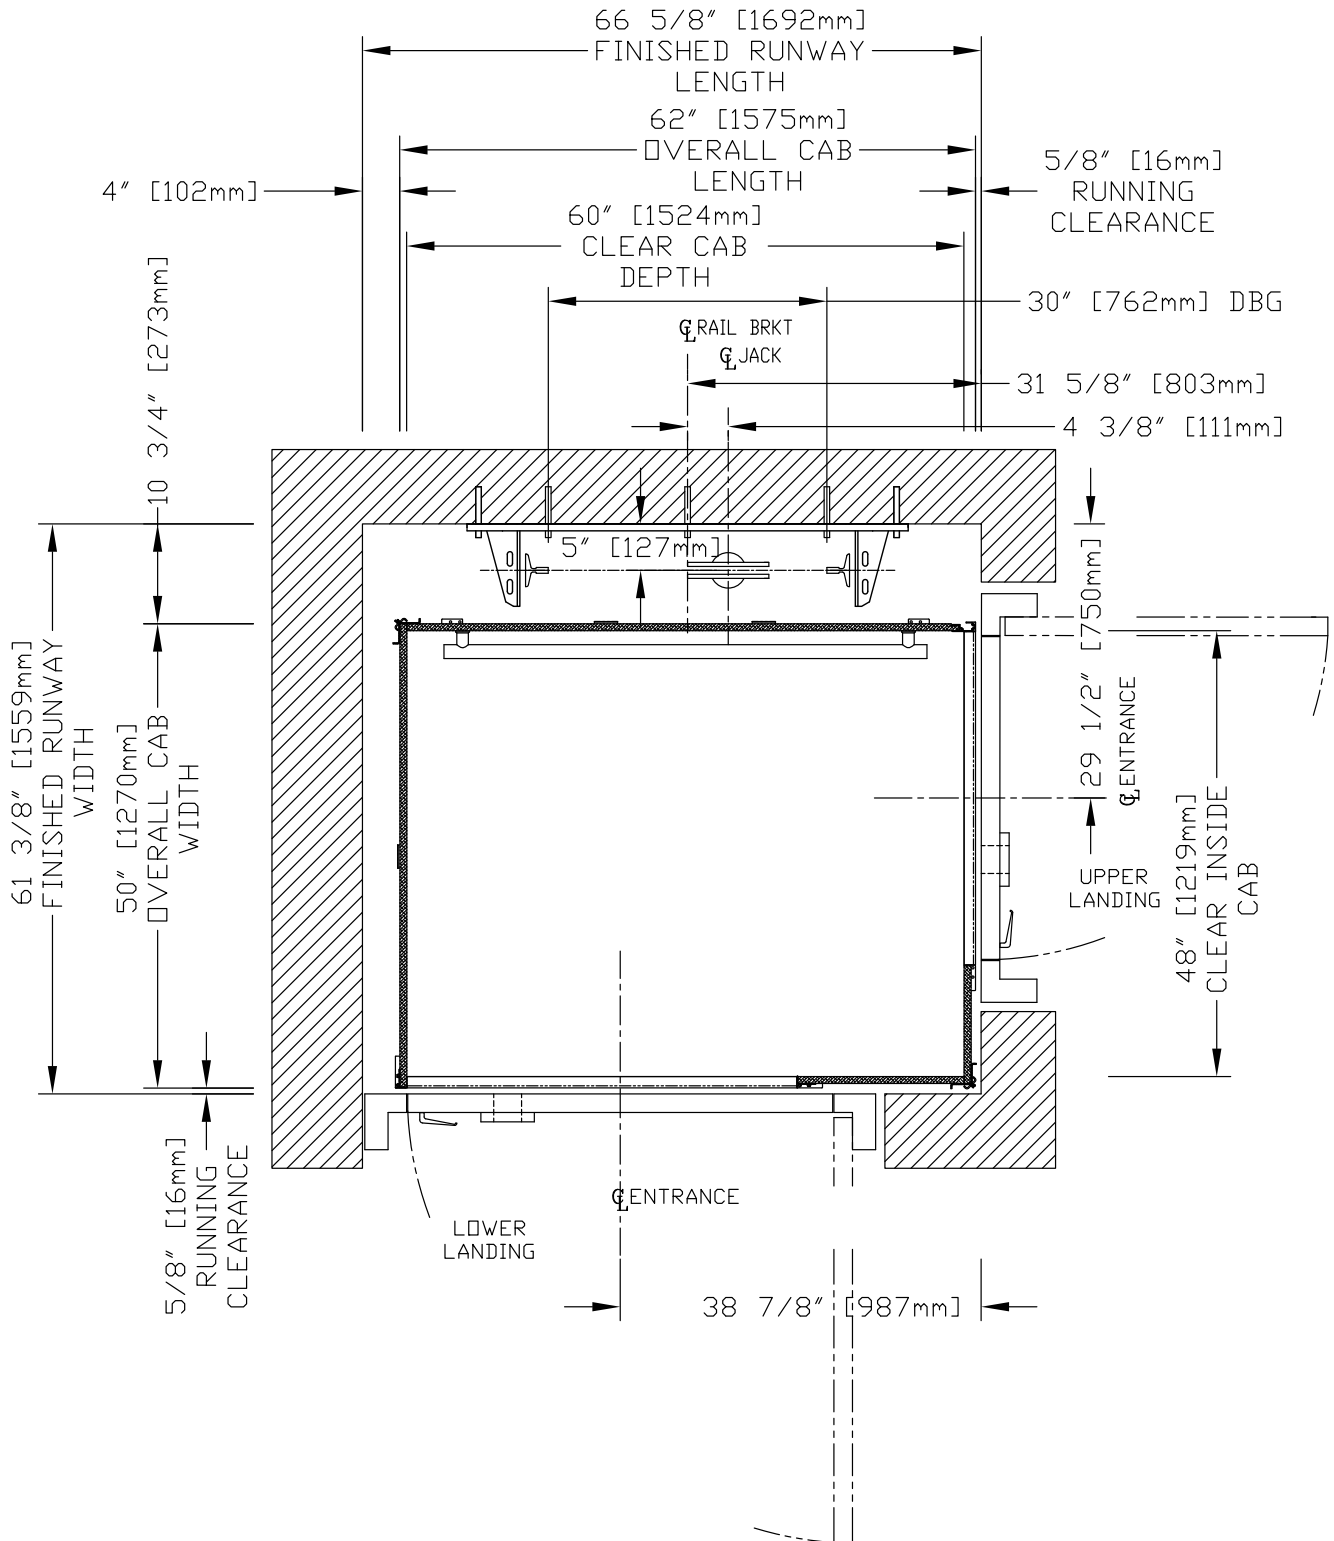 66 5/8" [1692mm]
FINISHED RUNWAY
LENGTH
62" [1575mm]
OVERALL CAB
LENGTH
4" [102mm]
5/8" [16mm]
RUNNING
CLEARANCE
60" [1524mm]
CLEAR CAB
DEPTH
30" [762mm] DBG
℄ RAIL BRKT
℄ JACK
31 5/8" [803mm]
4 3/8" [111mm]
10 3/4" [273mm]
5" [127mm]
29 1/2" [750mm]
℄ ENTRANCE
61 3/8" [1559mm]
FINISHED RUNWAY
WIDTH
50" [1270mm]
OVERALL CAB
WIDTH
UPPER
LANDING
48" [1219mm]
CLEAR INSIDE
CAB
5/8" [16mm]
RUNNING
CLEARANCE
℄ ENTRANCE
LOWER
LANDING
38 7/8" [987mm]